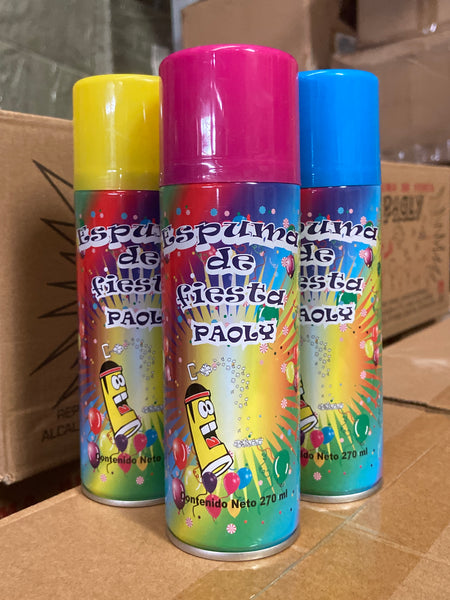 Espuma
de
fiesta
PAOLY
Contenido Neto
Espuma
de
fiesta
PAOLY
Contenido Neto 270 ml
Espuma
de
fiesta
PAOLY
270 ml
PAOLY